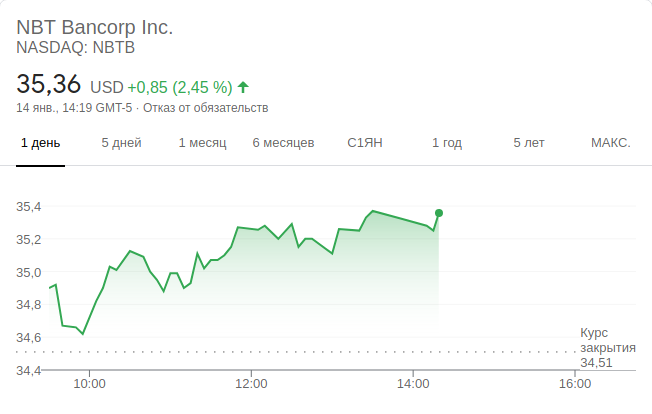 NBT Bancorp Inc.
NASDAQ: NBTB
35,36 USD +0,85 (2,45 %)
14 янв., 14:19 GMT-5 · Отказ от обязательств
1 день 5 дней 1 месяц 6 месяцев С1ЯН 1 год 5 лет МАКС.
35,4
35,2
35,0
34,8
34,6
34,4
Курс
закрытия
34,51
10:00 12:00 14:00 16:00